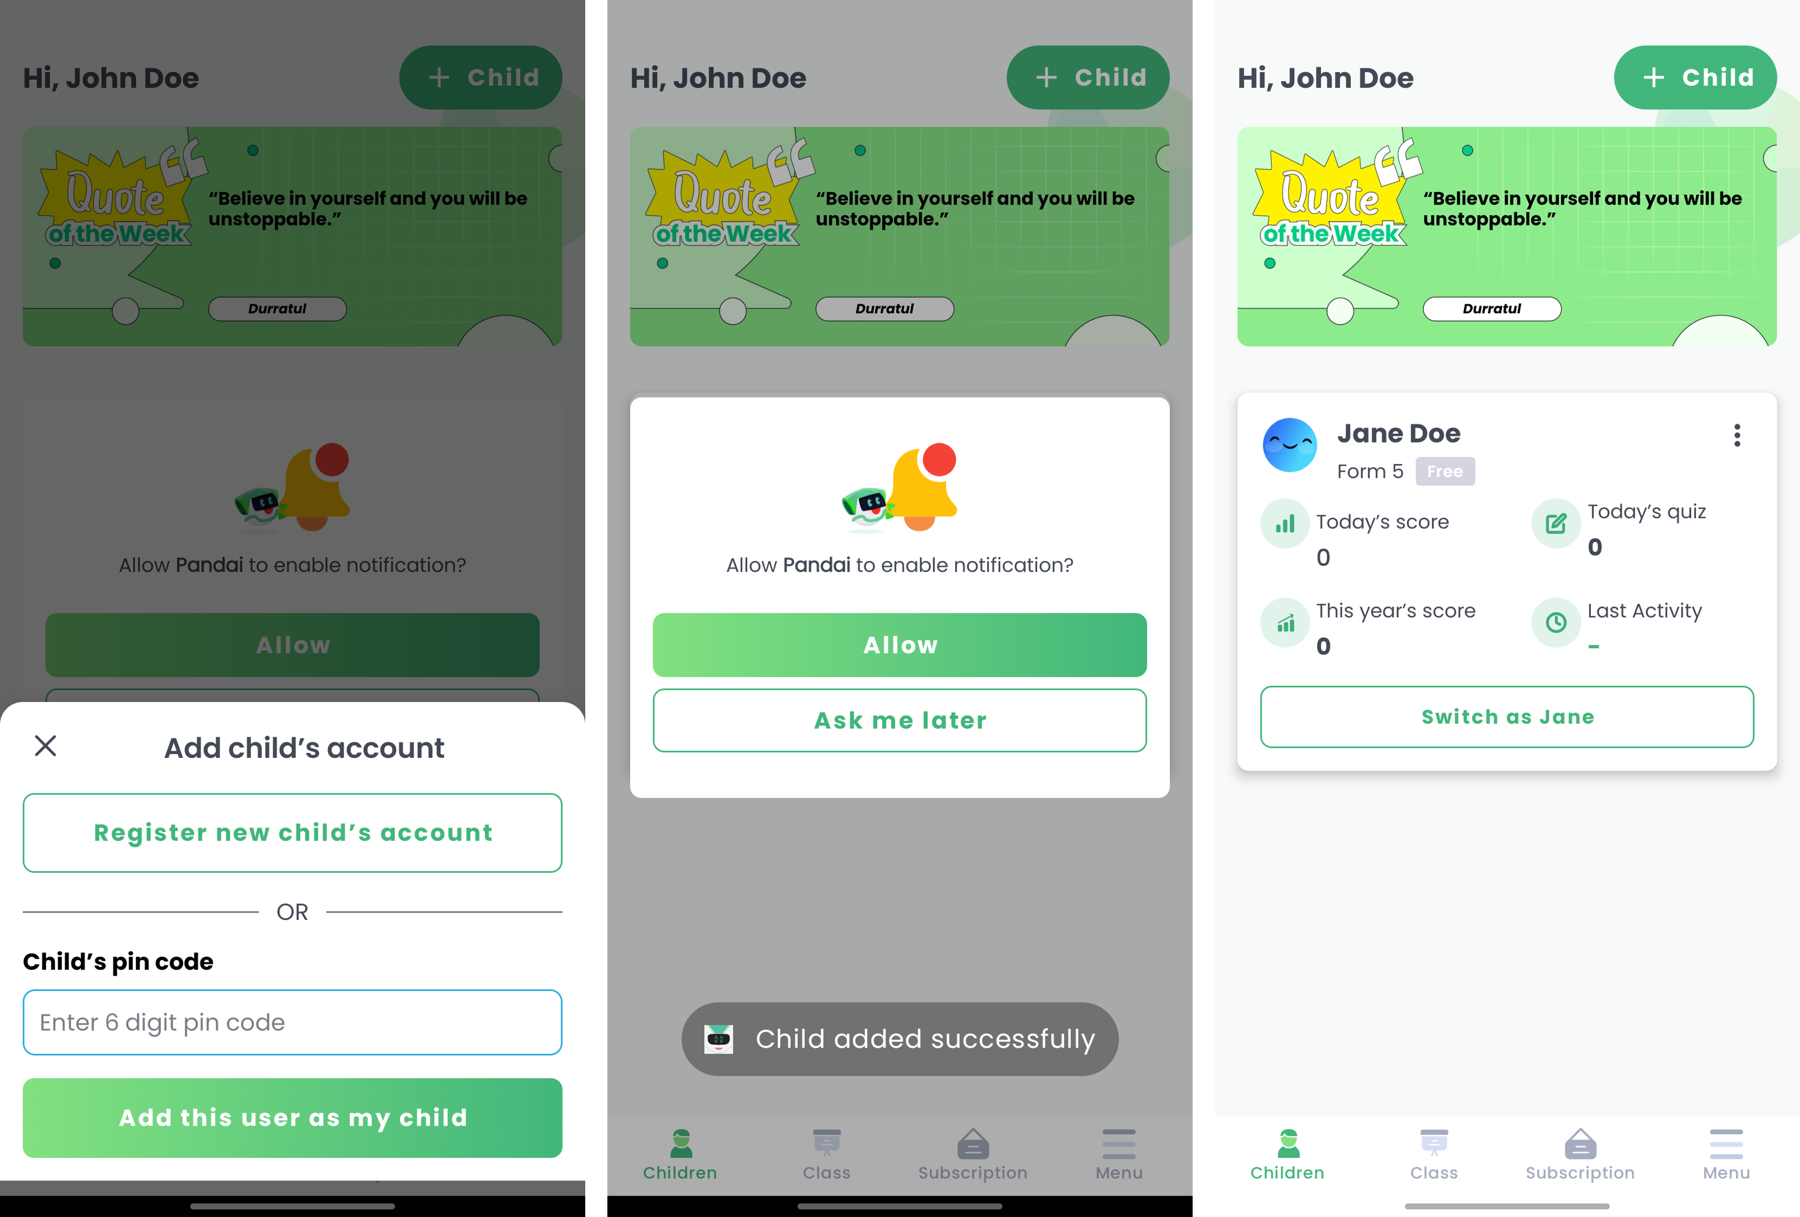 Hi, John Doe
+ Child
Quote
of the Week
“Believe in yourself and you will be
unstoppable.”
Durratul
Allow Pandai to enable notification?
Allow
Add child’s account
Register new child’s account
OR
Child’s pin code
Enter 6 digit pin code
Add this user as my child
Hi, John Doe
+ Child
Quote
of the Week
“Believe in yourself and you will be
unstoppable.”
Durratul
Allow Pandai to enable notification?
Allow
Ask me later
Child added successfully
Children
Class
Subscription
Menu
Hi, John Doe
+ Child
Quote
of the Week
“Believe in yourself and you will be
unstoppable.”
Durratul
Jane Doe
Form 5 Free
Today’s score
0
Today’s quiz
0
This year’s score
0
Last Activity
-
Switch as Jane
Children
Class
Subscription
Menu